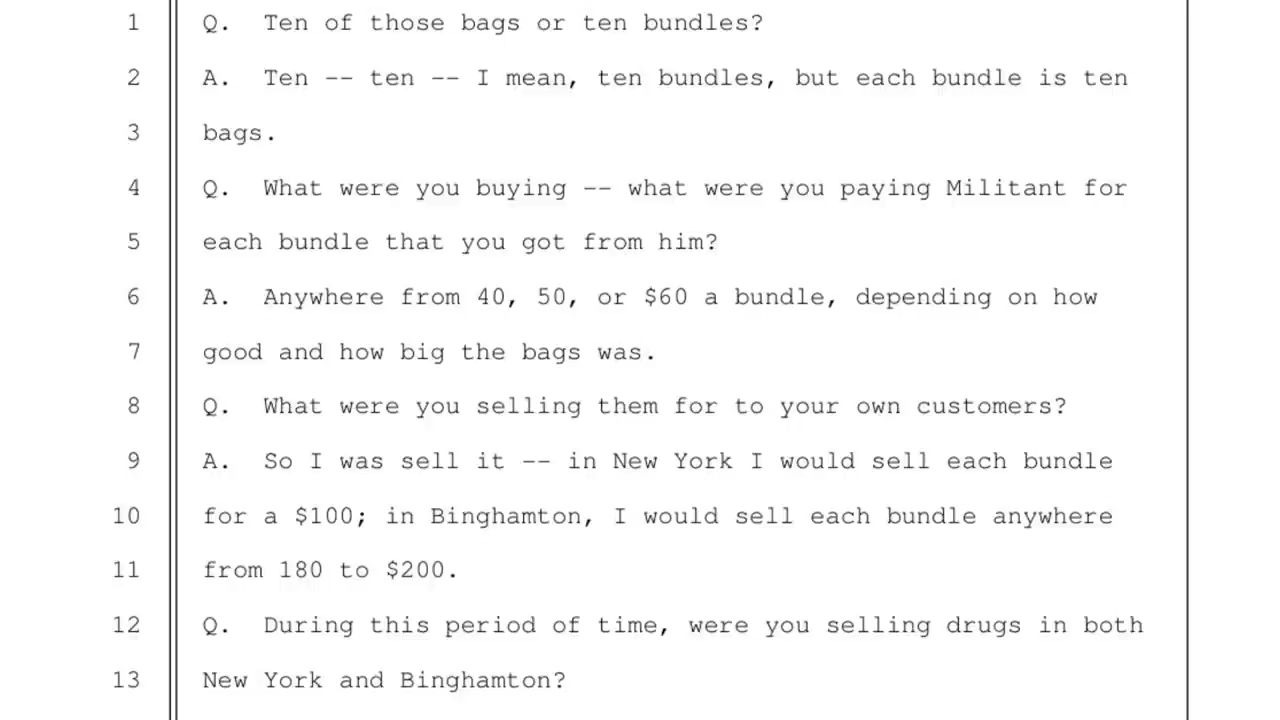 1 Q. Ten of those bags or ten bundles?
2 A. Ten -- ten -- I mean, ten bundles, but each bundle is ten
3 bags.
4 Q. What were you buying -- what were you paying Militant for
5 each bundle that you got from him?
6 A. Anywhere from 40, 50, or $60 a bundle, depending on how
7 good and how big the bags was.
8 Q. What were you selling them for to your own customers?
9 A. So I was sell it -- in New York I would sell each bundle
10 for a $100; in Binghamton, I would sell each bundle anywhere
11 from 180 to $200.
12 Q. During this period of time, were you selling drugs in both
13 New York and Binghamton?